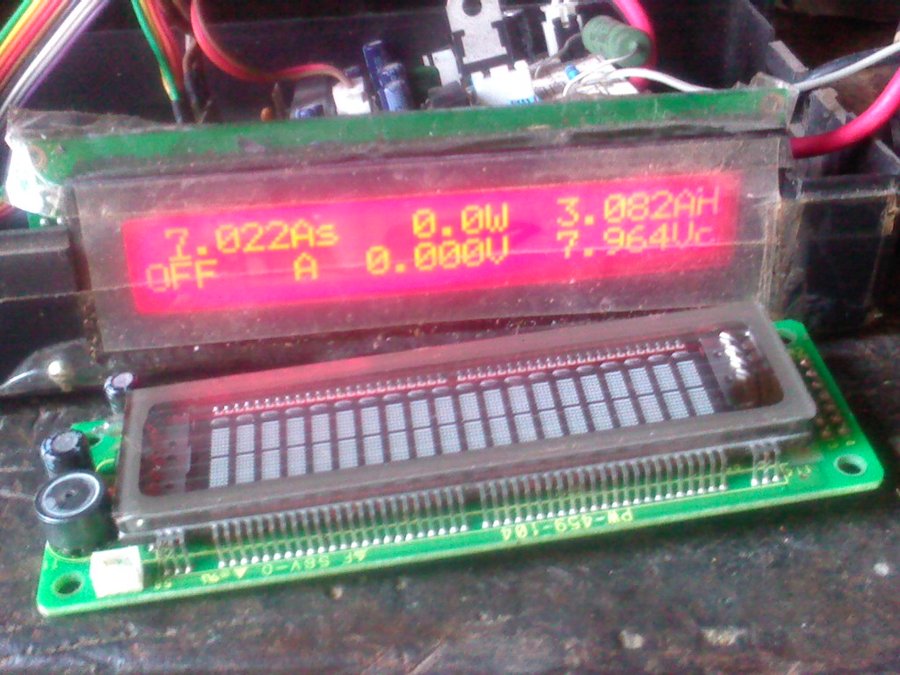 7.022As 0.0W 3.082AH
OFF A 0.000V 7.964Vc
PW-459-104